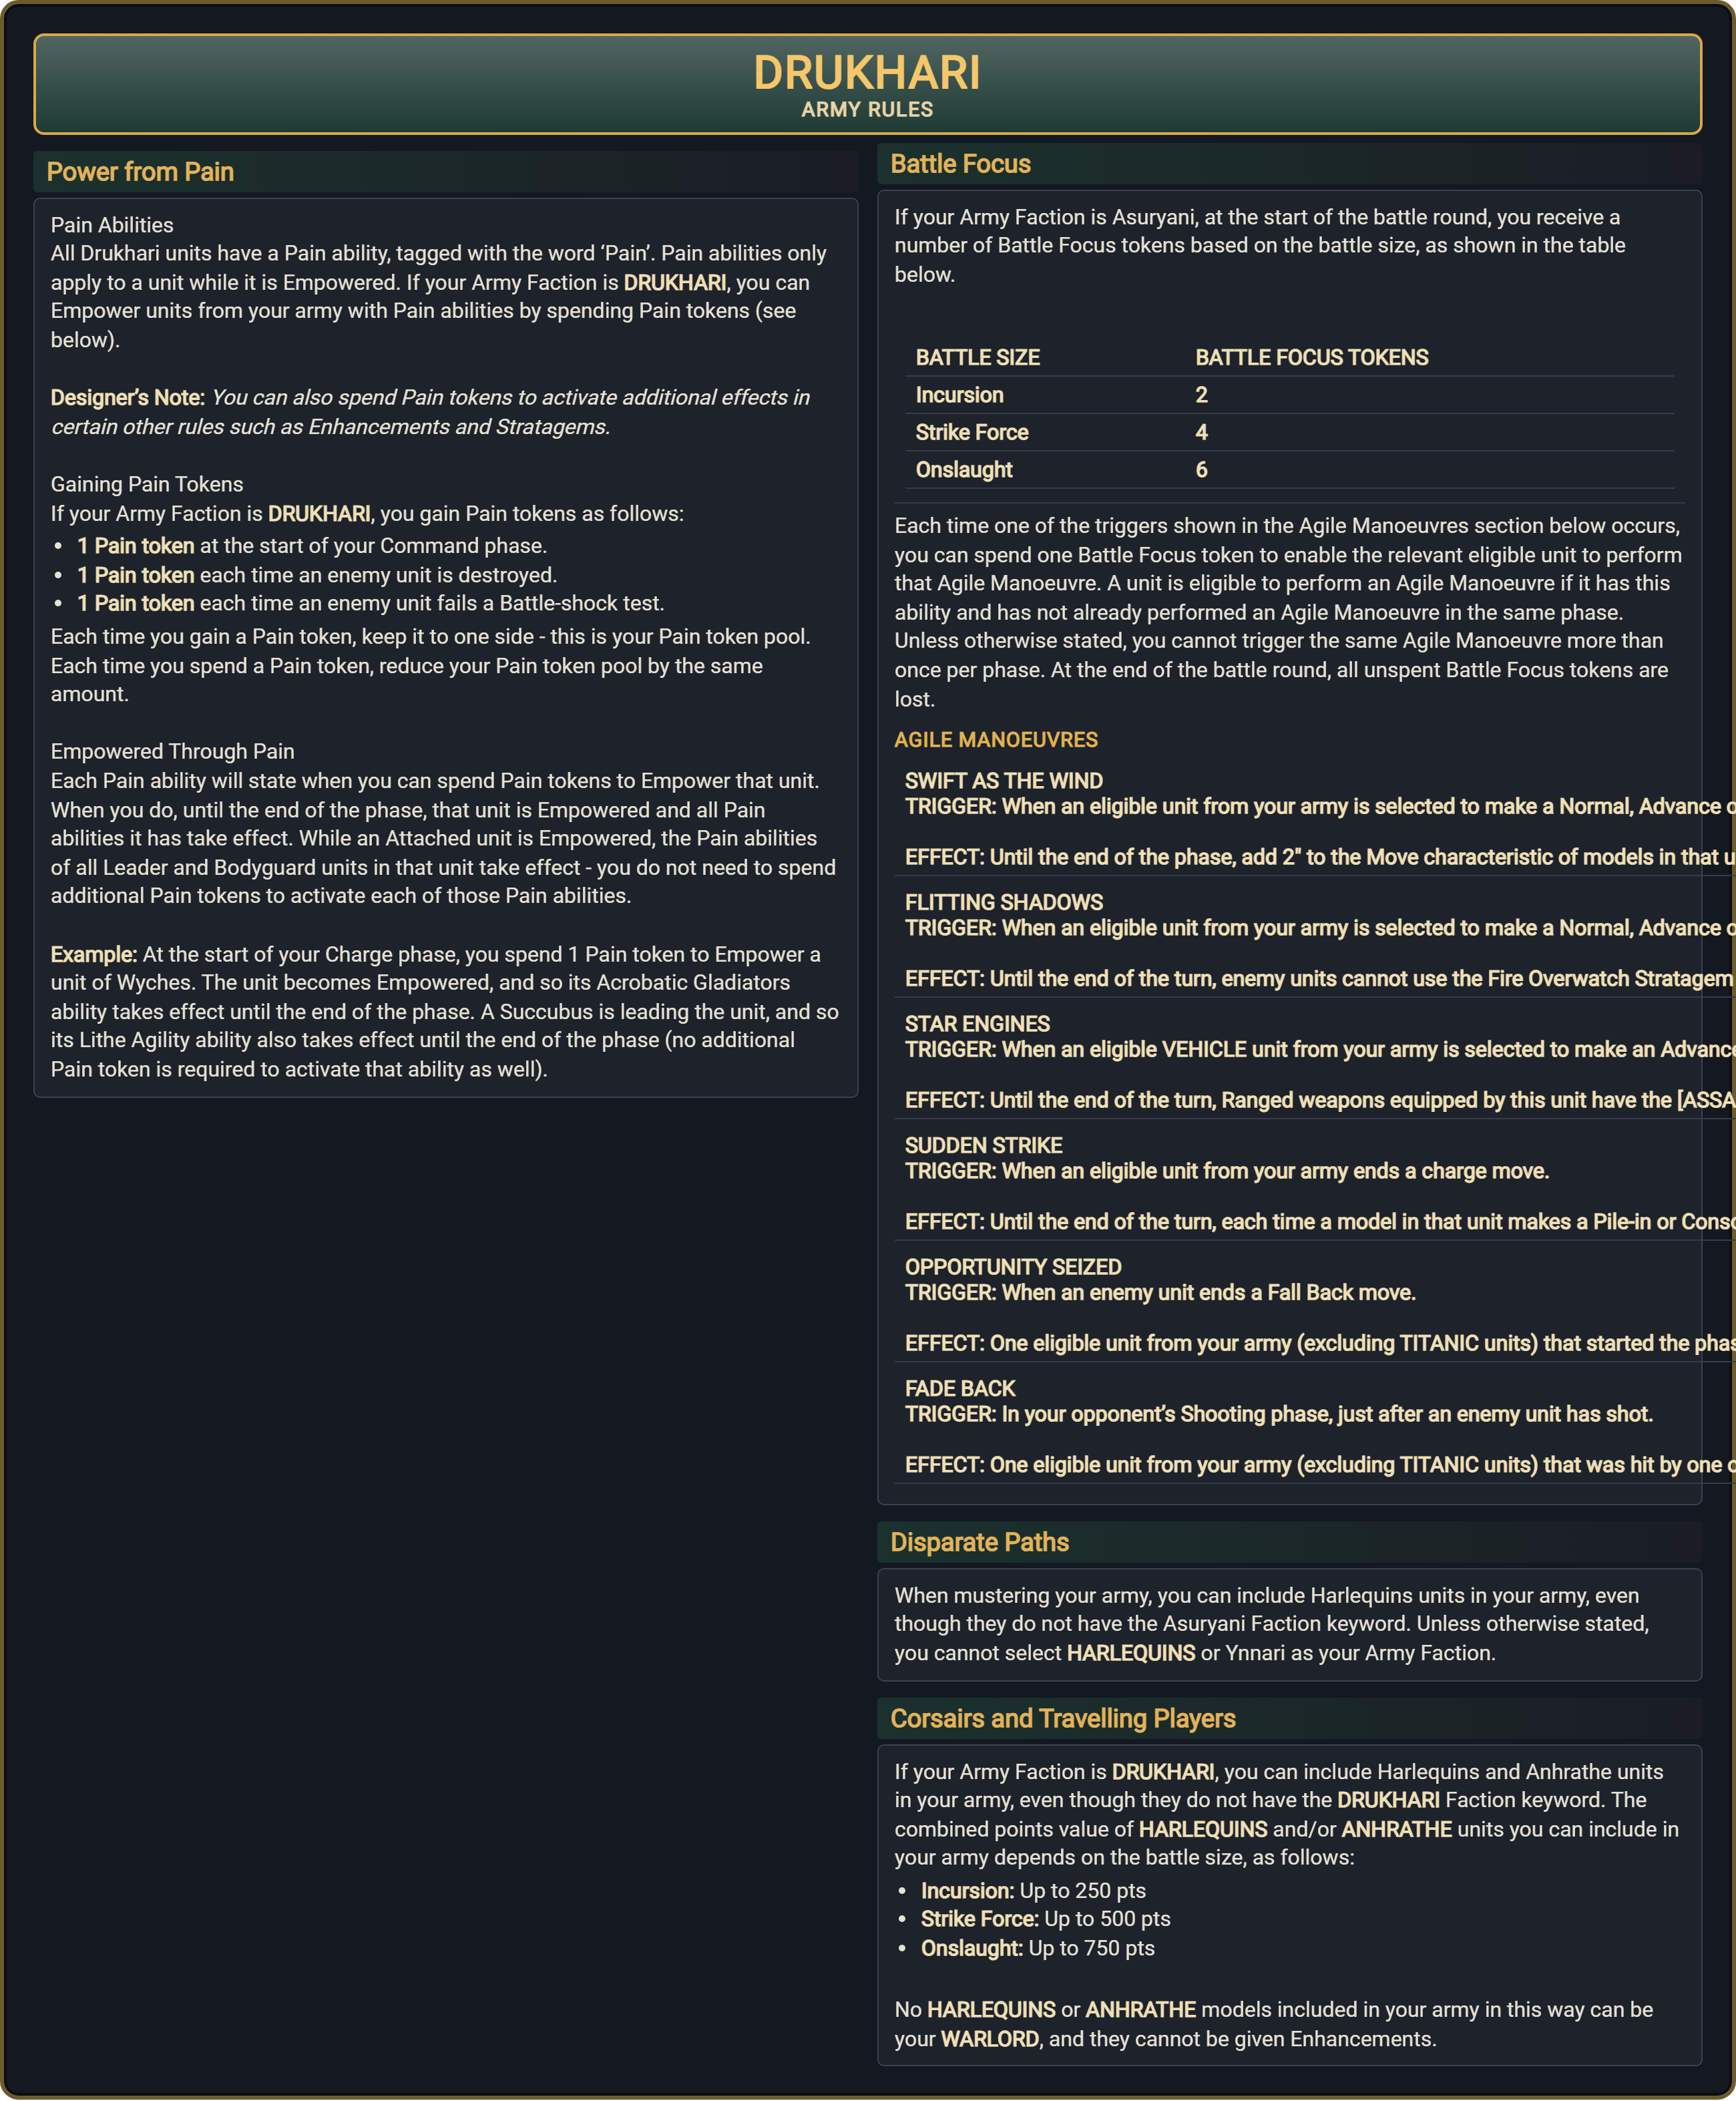 DRUKHARI
ARMY RULES
Power from Pain
Pain Abilities
All Drukhari units have a Pain ability, tagged with the word ‘Pain’. Pain abilities only
apply to a unit while it is Empowered. If your Army Faction is DRUKHARI, you can
Empower units from your army with Pain abilities by spending Pain tokens (see
below).
Designer’s Note: You can also spend Pain tokens to activate additional effects in
certain other rules such as Enhancements and Stratagems.
Gaining Pain Tokens
If your Army Faction is DRUKHARI, you gain Pain tokens as follows:
• 1 Pain token at the start of your Command phase.
• 1 Pain token each time an enemy unit is destroyed.
• 1 Pain token each time an enemy unit fails a Battle-shock test.
Each time you gain a Pain token, keep it to one side - this is your Pain token pool.
Each time you spend a Pain token, reduce your Pain token pool by the same
amount.
Empowered Through Pain
Each Pain ability will state when you can spend Pain tokens to Empower that unit.
When you do, until the end of the phase, that unit is Empowered and all Pain
abilities it has take effect. While an Attached unit is Empowered, the Pain abilities
of all Leader and Bodyguard units in that unit take effect - you do not need to spend
additional Pain tokens to activate each of those Pain abilities.
Example: At the start of your Charge phase, you spend 1 Pain token to Empower a
unit of Wyches. The unit becomes Empowered, and so its Acrobatic Gladiators
ability takes effect until the end of the phase. A Succubus is leading the unit, and so
its Lithe Agility ability also takes effect until the end of the phase (no additional
Pain token is required to activate that ability as well).
Battle Focus
If your Army Faction is Asuryani, at the start of the battle round, you receive a
number of Battle Focus tokens based on the battle size, as shown in the table
below.
BATTLE SIZE BATTLE FOCUS TOKENS
Incursion 2
Strike Force 4
Onslaught 6
Each time one of the triggers shown in the Agile Manoeuvres section below occurs,
you can spend one Battle Focus token to enable the relevant eligible unit to perform
that Agile Manoeuvre. A unit is eligible to perform an Agile Manoeuvre if it has this
ability and has not already performed an Agile Manoeuvre in the same phase.
Unless otherwise stated, you cannot trigger the same Agile Manoeuvre more than
once per phase. At the end of the battle round, all unspent Battle Focus tokens are
lost.
AGILE MANOEUVRES
SWIFT AS THE WIND
TRIGGER: When an eligible unit from your army is selected to make a Normal, Advance
EFFECT: Until the end of the phase, add 2" to the Move characteristic of models in that
FLITTING SHADOWS
TRIGGER: When an eligible unit from your army is selected to make a Normal, Advance
EFFECT: Until the end of the turn, enemy units cannot use the Fire Overwatch Stratagem
STAR ENGINES
TRIGGER: When an eligible VEHICLE unit from your army is selected to make an Advance
EFFECT: Until the end of the turn, Ranged weapons equipped by this unit have the [ASSA
SUDDEN STRIKE
TRIGGER: When an eligible unit from your army ends a charge move.
EFFECT: Until the end of the turn, each time a model in that unit makes a Pile-in or Conso
OPPORTUNITY SEIZED
TRIGGER: When an enemy unit ends a Fall Back move.
EFFECT: One eligible unit from your army (excluding TITANIC units) that started the phas
FADE BACK
TRIGGER: In your opponent’s Shooting phase, just after an enemy unit has shot.
EFFECT: One eligible unit from your army (excluding TITANIC units) that was hit by one
Disparate Paths
When mustering your army, you can include Harlequins units in your army, even
though they do not have the Asuryani Faction keyword. Unless otherwise stated,
you cannot select HARLEQUINS or Ynnari as your Army Faction.
Corsairs and Travelling Players
If your Army Faction is DRUKHARI, you can include Harlequins and Anhrathe units
in your army, even though they do not have the DRUKHARI Faction keyword. The
combined points value of HARLEQUINS and/or ANHRATHE units you can include in
your army depends on the battle size, as follows:
• Incursion: Up to 250 pts
• Strike Force: Up to 500 pts
• Onslaught: Up to 750 pts
No HARLEQUINS or ANHRATHE models included in your army in this way can be
your WARLORD, and they cannot be given Enhancements.